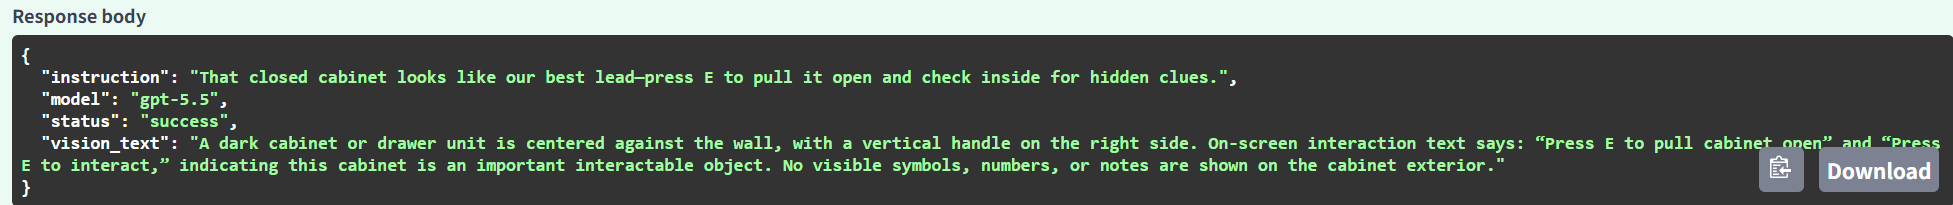 Response body
{
  "instruction": "That closed cabinet looks like our best lead—press E to pull it open and check inside for hidden clues.",
  "model": "gpt-5.5",
  "status": "success",
  "vision_text": "A dark cabinet or drawer unit is centered against the wall, with a vertical handle on the right side. On-screen interaction text says: “Press E to pull cabinet open” and “Press
E to interact,” indicating this cabinet is an important interactable object. No visible symbols, numbers, or notes are shown on the cabinet exterior."
}
Download